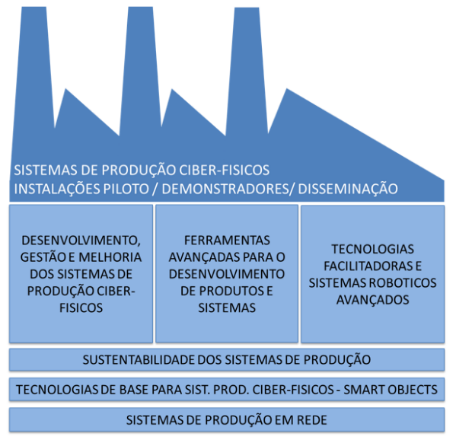 SISTEMAS DE PRODUÇÃO CIBER-FISICOS
INSTALAÇÕES PILOTO / DEMONSTRADORES/ DISSEMINAÇÃO
DESENVOLVIMENTO,
GESTÃO E MELHORIA
DOS SISTEMAS DE
PRODUÇÃO CIBER-
FISICOS
FERRAMENTAS
AVANÇADAS PARA O
DESENVOLVIMENTO
DE PRODUTOS E
SISTEMAS
TECNOLOGIAS
FACILITADORAS E
SISTEMAS ROBOTICOS
AVANÇADOS
SUSTENTABILIDADE DOS SISTEMAS DE PRODUÇÃO
TECNOLOGIAS DE BASE PARA SIST. PROD. CIBER-FISICOS - SMART OBJECTS
SISTEMAS DE PRODUÇÃO EM REDE